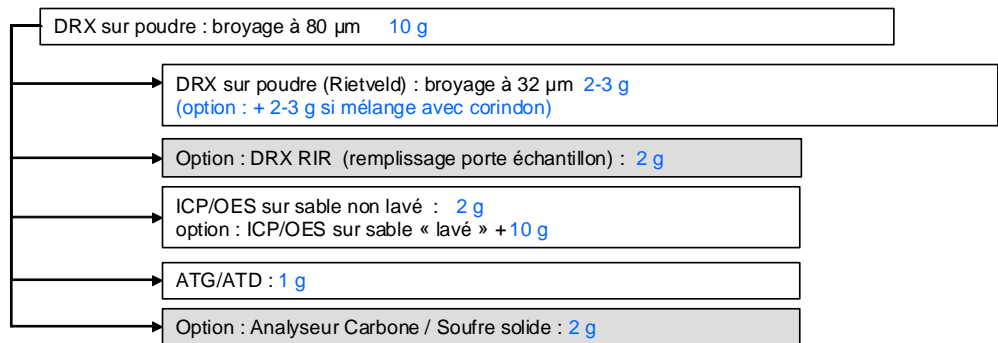 DRX sur poudre : broyage à 80 µm 10 g
DRX sur poudre (Rietveld) : broyage à 32 µm 2-3 g
(option : + 2-3 g si mélange avec corindon)
Option : DRX RIR (remplissage porte échantillon) : 2 g
ICP/OES sur sable non lavé : 2 g
option : ICP/OES sur sable « lavé » +10 g
ATG/ATD : 1 g
Option : Analyseur Carbone / Soufre solide : 2 g